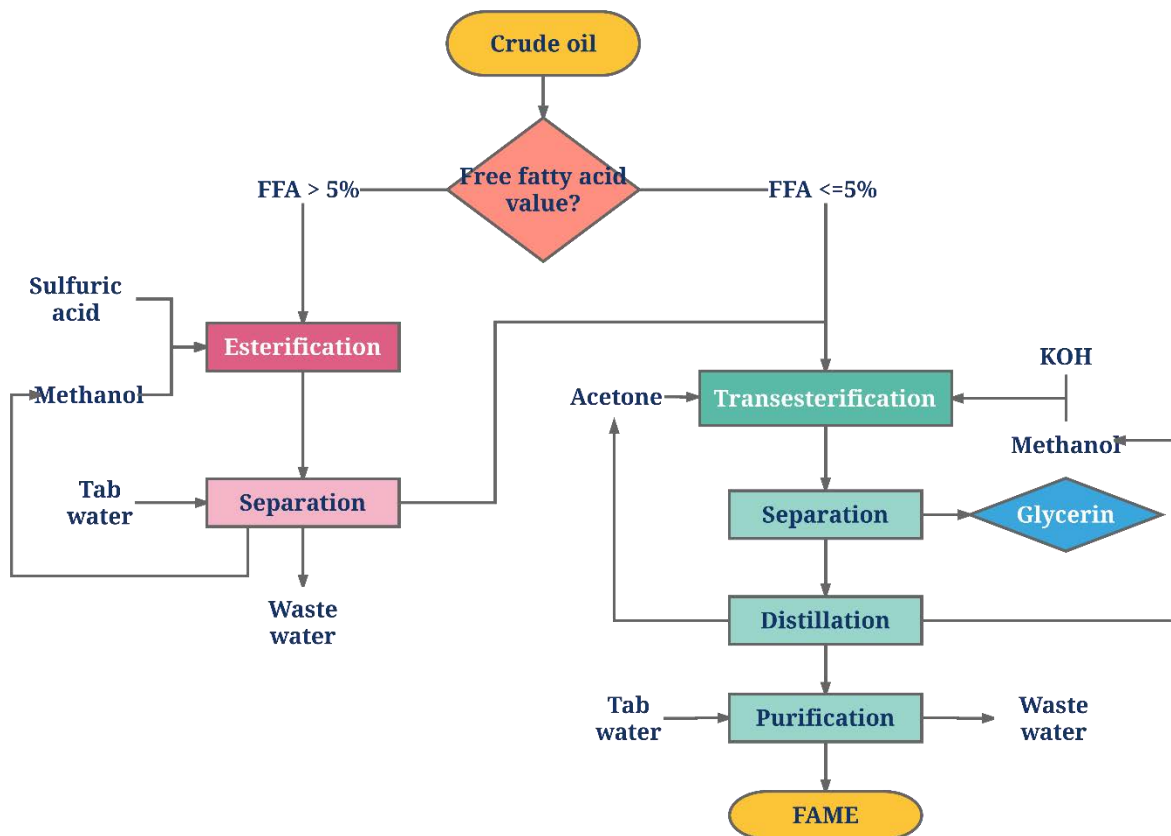 Crude oil
Free fatty acid
value?
FFA > 5%
FFA <=5%
Sulfuric
acid
Esterification
Methanol
Tab
water
Separation
Waste
water
KOH
Acetone
Transesterification
Methanol
Separation
Glycerin
Distillation
Tab
water
Purification
Waste
water
FAME